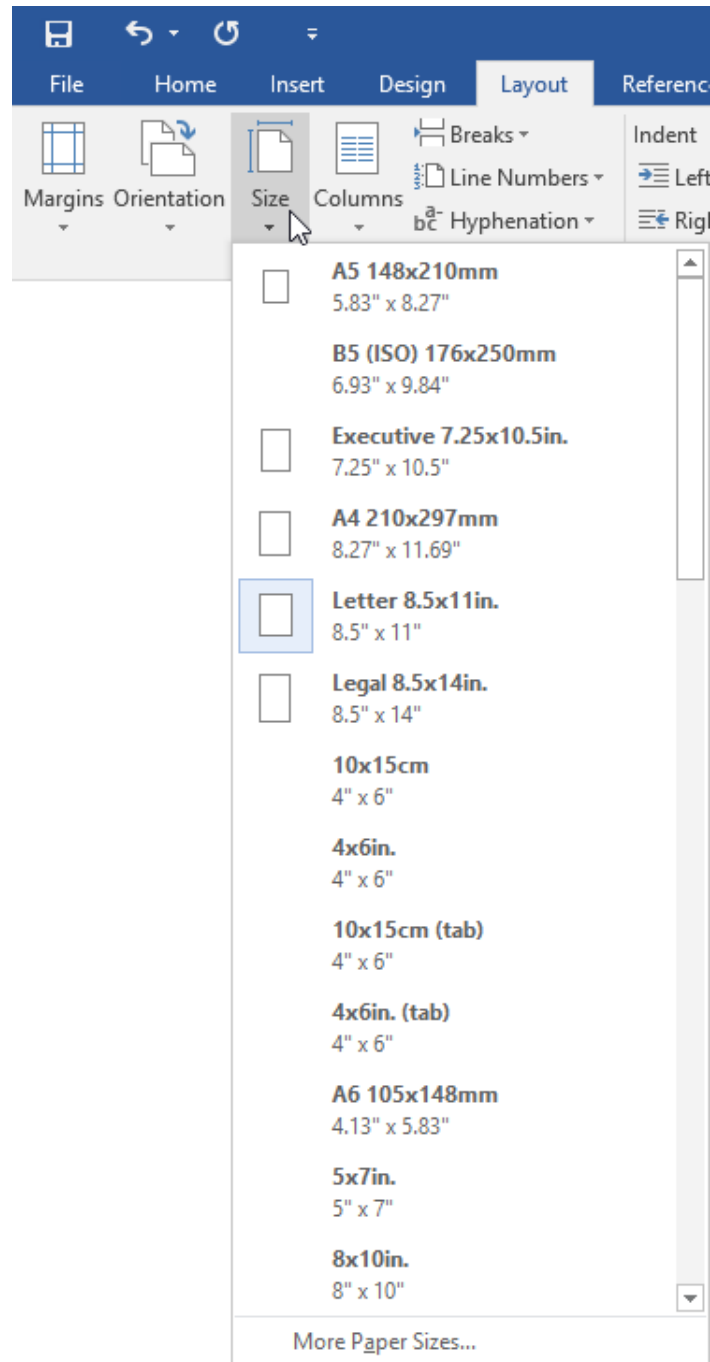 File Home Insert Design Layout Referenc
Margins Orientation Size Columns
Breaks
Line Numbers
Hyphenation
Indent
Left
Righ
A5 148x210mm
5.83" x 8.27"
B5 (ISO) 176x250mm
6.93" x 9.84"
Executive 7.25x10.5in.
7.25" x 10.5"
A4 210x297mm
8.27" x 11.69"
Letter 8.5x11in.
8.5" x 11"
Legal 8.5x14in.
8.5" x 14"
10x15cm
4" x 6"
4x6in.
4" x 6"
10x15cm (tab)
4" x 6"
4x6in. (tab)
4" x 6"
A6 105x148mm
4.13" x 5.83"
5x7in.
5" x 7"
8x10in.
8" x 10"
More Paper Sizes...